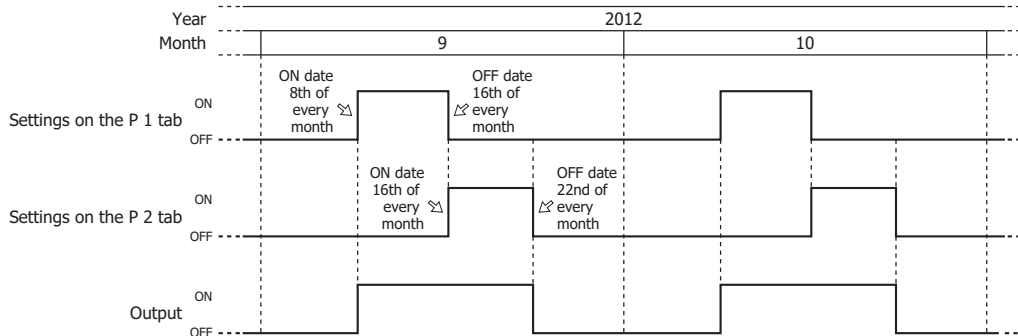 Year
2012
Month
9
10
ON date
8th of
every
month
OFF date
16th of
every
month
Settings on the P 1 tab
ON
OFF
ON date
16th of
every
month
OFF date
22nd of
every
month
Settings on the P 2 tab
ON
OFF
Output
ON
OFF